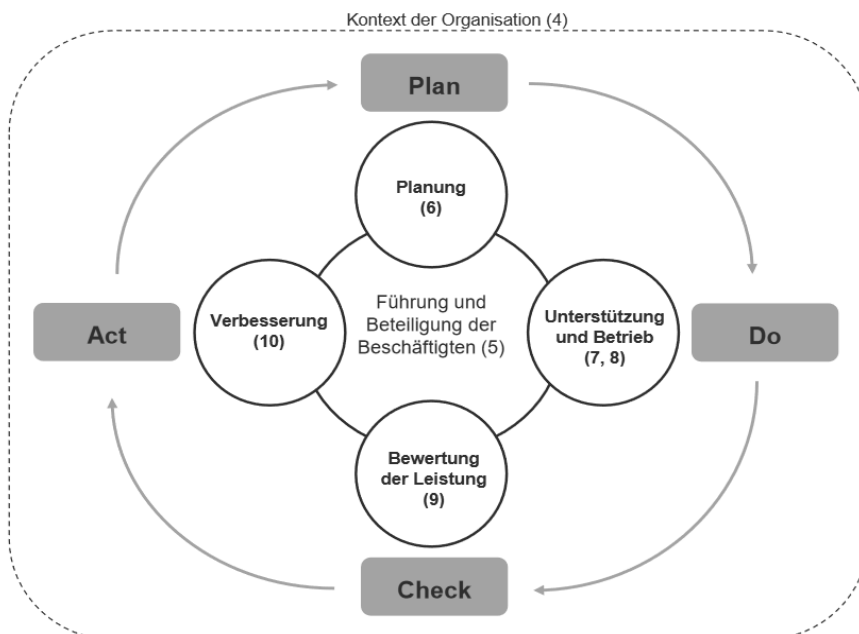 Kontext der Organisation (4)
Plan
Planung
(6)
Act
Verbesserung
(10)
Führung und
Beteiligung der
Beschäftigten (5)
Unterstützung
und Betrieb
(7, 8)
Do
Bewertung
der Leistung
(9)
Check